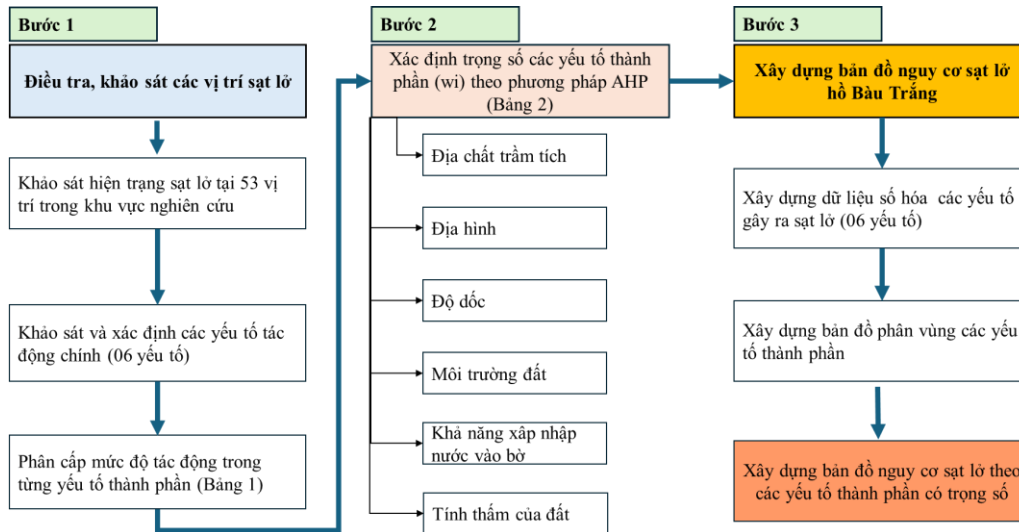 Bước 1
Điều tra, khảo sát các vị trí sạt lở
Khảo sát hiện trạng sạt lở tại 53 vị
trí trong khu vực nghiên cứu
Khảo sát và xác định các yếu tố tác
động chính (06 yếu tố)
Phân cấp mức độ tác động trong
từng yếu tố thành phần (Bảng 1)
Bước 2
Xác định trọng số các yếu tố thành
phần (wi) theo phương pháp AHP
(Bảng 2)
Địa chất trầm tích
Địa hình
Độ dốc
Môi trường đất
Khả năng xâp nhập
nước vào bờ
Tính thấm của đất
Bước 3
Xây dựng bản đồ nguy cơ sạt lở
hồ Bàu Trắng
Xây dựng dữ liệu số hóa các yếu tố
gây ra sạt lở (06 yếu tố)
Xây dựng bản đồ phân vùng các yếu
tố thành phần
Xây dựng bản đồ nguy cơ sạt lở theo
các yếu tố thành phần có trọng số